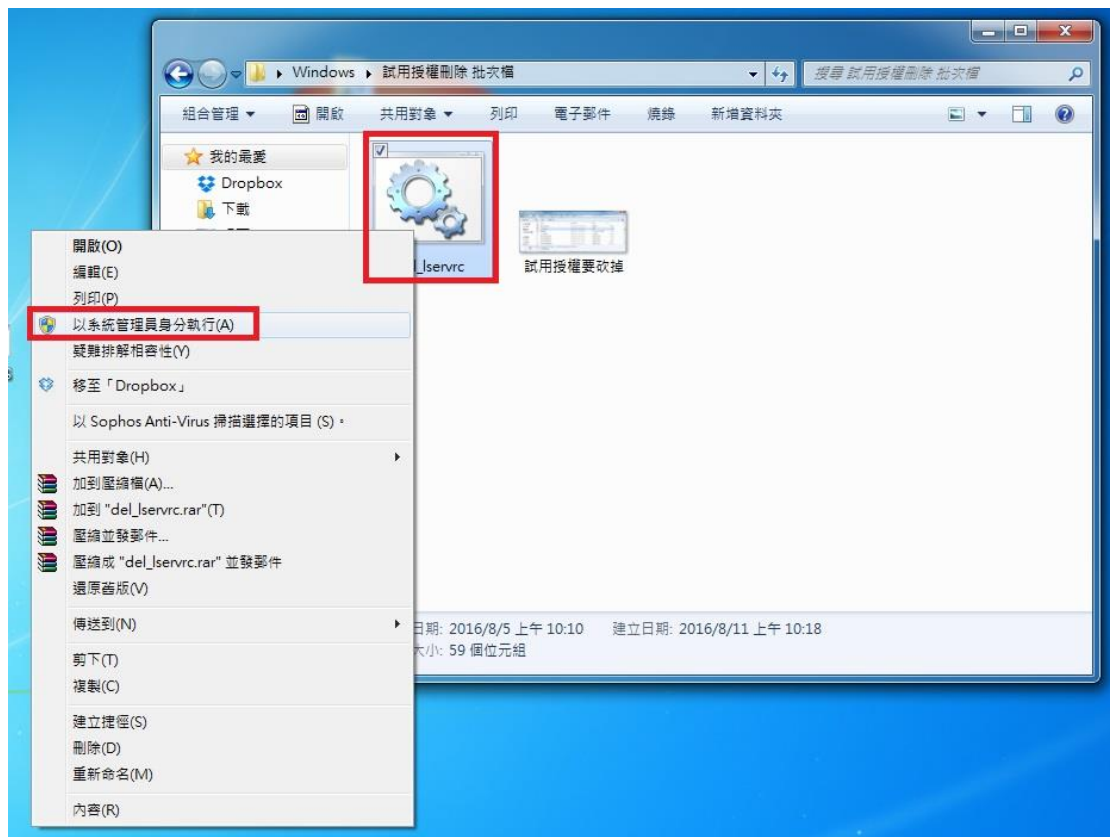 Windows ▸ 試用授權刪除 批次檔
搜尋 試用授權刪除 批次檔
組合管理 開啟 共用對象 列印 電子郵件 燒錄 新增資料夾
我的最愛
Dropbox
下載
l_lservrc
試用授權要砍掉
開啟(O)
編輯(E)
列印(P)
以系統管理員身分執行(A)
疑難排解相容性(Y)
移至「Dropbox」
以 Sophos Anti-Virus 掃描選擇的項目 (S)。
共用對象(H)
加到壓縮檔(A)...
加到 "del_lservrc.rar"(T)
壓縮並發郵件...
壓縮成 "del_lservrc.rar" 並發郵件
還原舊版(V)
傳送到(N)
剪下(T)
複製(C)
建立捷徑(S)
刪除(D)
重新命名(M)
內容(R)
日期: 2016/8/5 上午 10:10 建立日期: 2016/8/11 上午 10:18
大小: 59 個位元組